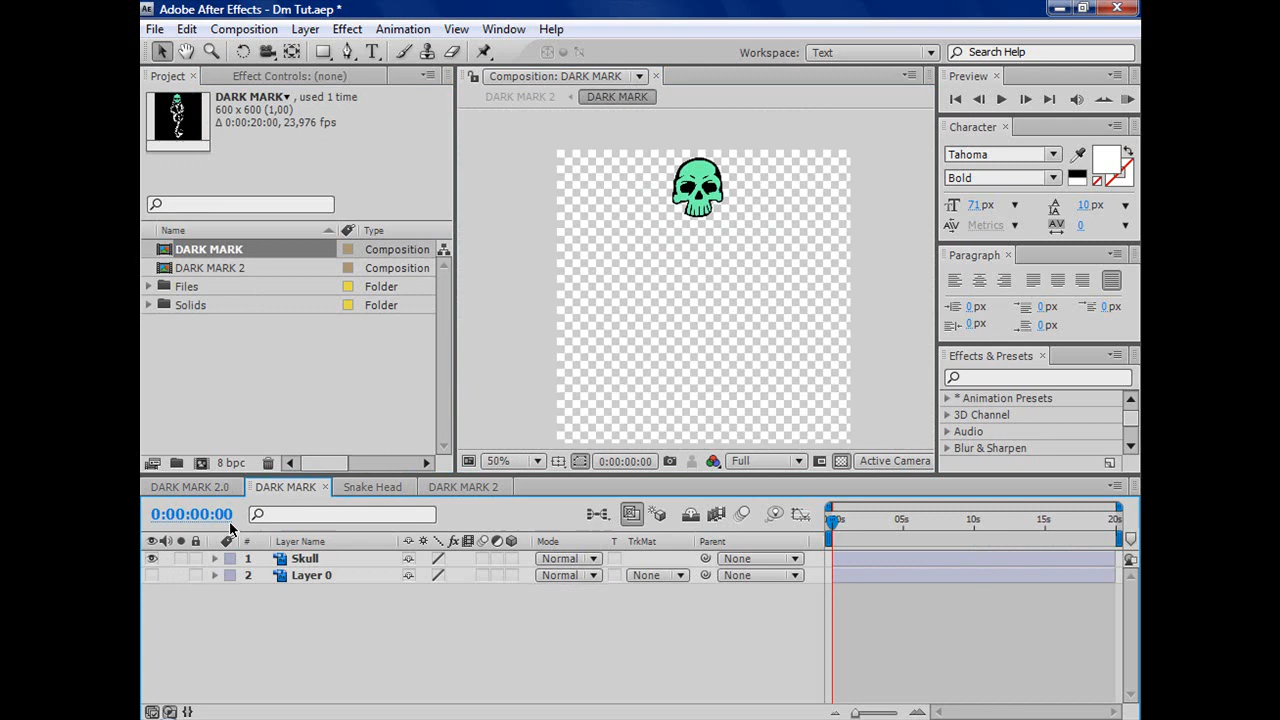 Adobe After Effects - Dm Tut.aep *
File Edit Composition Layer Effect Animation View Window Help
Workspace: Text Search Help
Project × Effect Controls: (none) Composition: DARK MARK × Preview ×
DARK MARK, used 1 time
600 x 600 (1,00)
Δ 0:00:20:00, 23,976 fps
DARK MARK 2 DARK MARK
Character ×
Tahoma
Bold
71 px 10 px
Metrics 0
Name Type
DARK MARK Composition
DARK MARK 2 Composition
Files Folder
Solids Folder
Paragraph ×
0 px 0 px 0 px
0 px 0 px
Effects & Presets ×
* Animation Presets
3D Channel
Audio
Blur & Sharpen
8 bpc 50% 0:00:00:00 Full Active Camera
DARK MARK 2.0 DARK MARK × Snake Head DARK MARK 2
0:00:00:00
05s 10s 15s 20s
# Layer Name fx Mode T TrkMat Parent
1 Skull Normal None
2 Layer 0 Normal None None